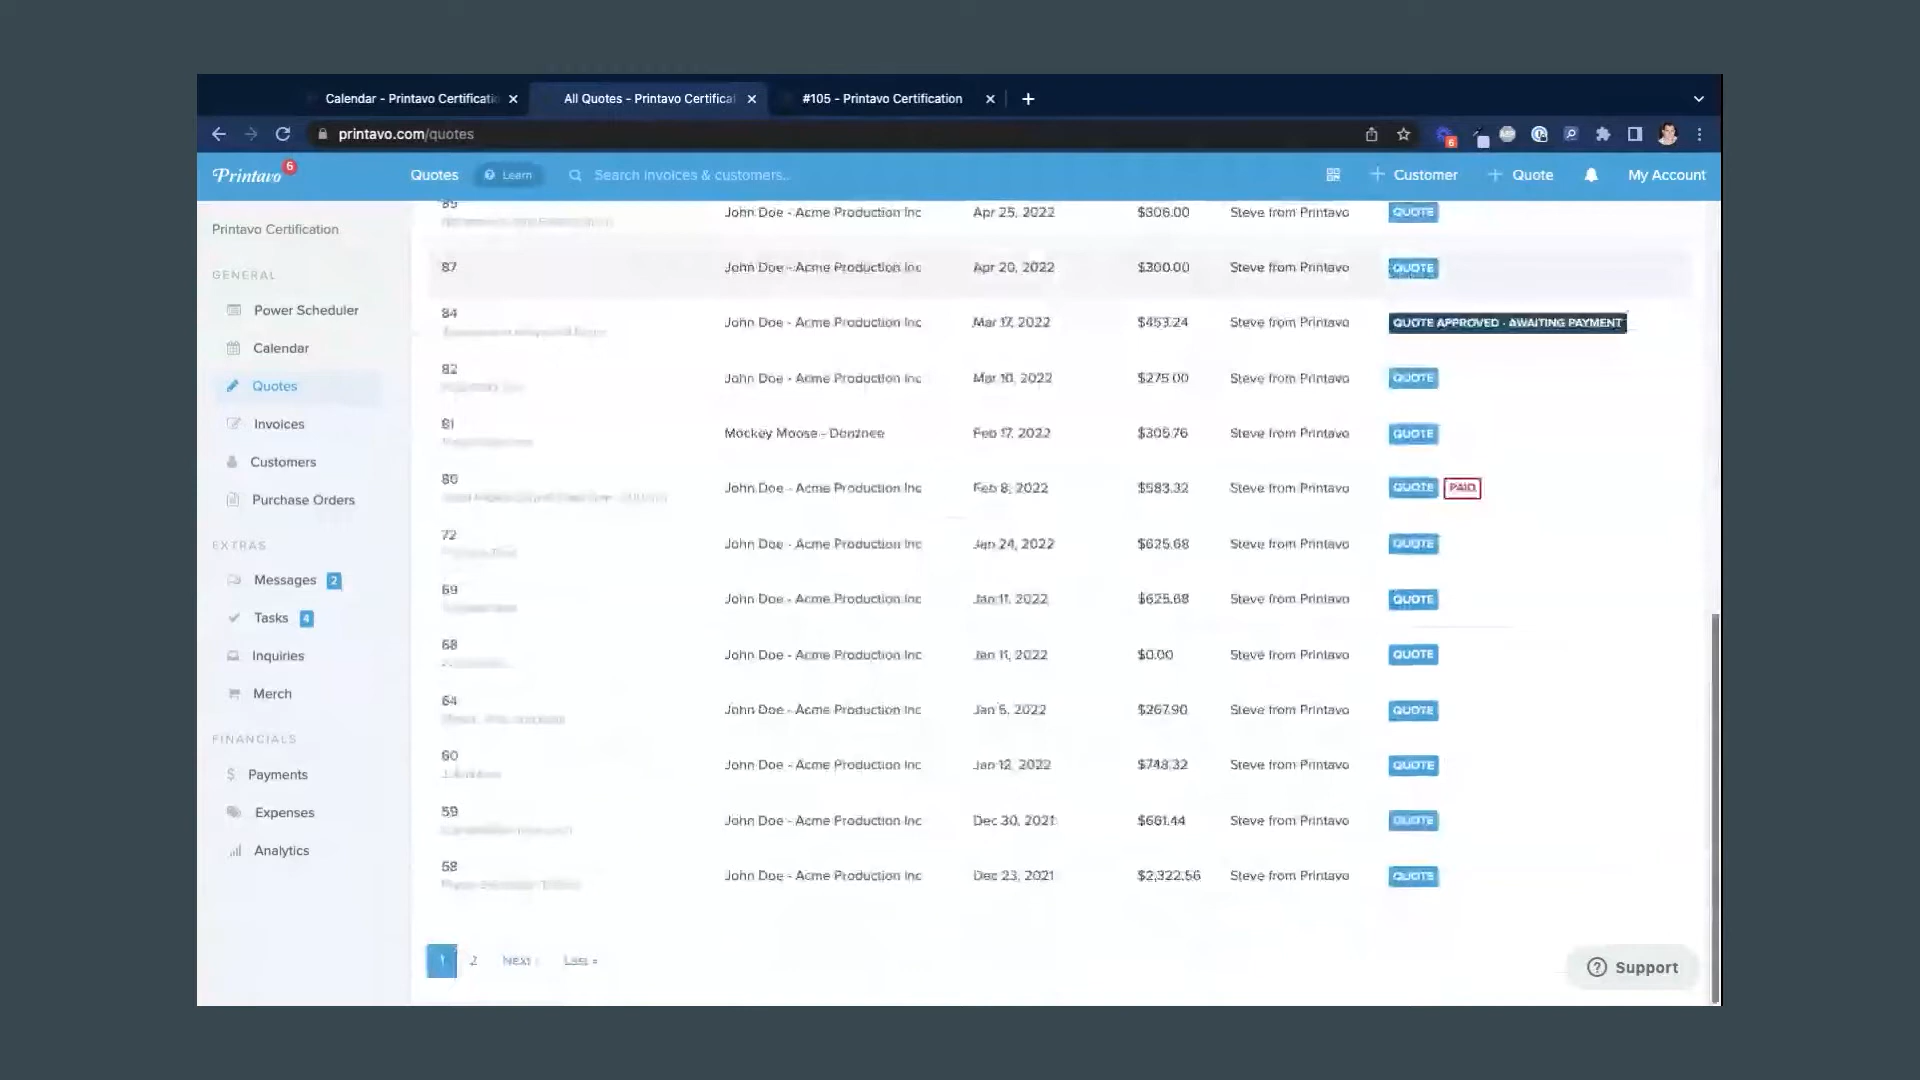 Calendar - Printavo Certificati
All Quotes - Printavo Certifica
#105 - Printavo Certification
printavo.com/quotes
6
Printavo 6
Quotes
Learn
Search invoices & customers...
Customer
Quote
My Account
Printavo Certification
GENERAL
Power Scheduler
Calendar
Quotes
Invoices
Customers
Purchase Orders
EXTRAS
Messages 2
Tasks 4
Inquiries
Merch
FINANCIALS
Payments
Expenses
Analytics
John Doe - Acme Production Inc Apr 25, 2022 $306.00 Steve from Printavo QUOTE
87 John Doe - Acme Production Inc Apr 20, 2022 $300.00 Steve from Printavo QUOTE
84 John Doe - Acme Production Inc Mar 17, 2022 $453.24 Steve from Printavo QUOTE APPROVED - AWAITING PAYMENT
82 John Doe - Acme Production Inc Mar 10, 2022 $275.00 Steve from Printavo QUOTE
81 Mockey Moose - Denznee Feb 17, 2022 $305.76 Steve from Printavo QUOTE
80 John Doe - Acme Production Inc Feb 8, 2022 $583.32 Steve from Printavo QUOTE PAID
72 John Doe - Acme Production Inc Jan 24, 2022 $625.68 Steve from Printavo QUOTE
69 John Doe - Acme Production Inc Jan 11, 2022 $625.68 Steve from Printavo QUOTE
68 John Doe - Acme Production Inc Jan 11, 2022 $0.00 Steve from Printavo QUOTE
64 John Doe - Acme Production Inc Jan 5, 2022 $267.90 Steve from Printavo QUOTE
60 John Doe - Acme Production Inc Jan 12, 2022 $748.32 Steve from Printavo QUOTE
59 John Doe - Acme Production Inc Dec 30, 2021 $661.44 Steve from Printavo QUOTE
58 John Doe - Acme Production Inc Dec 23, 2021 $2,322.56 Steve from Printavo QUOTE
1 2 Next › Last »
Support